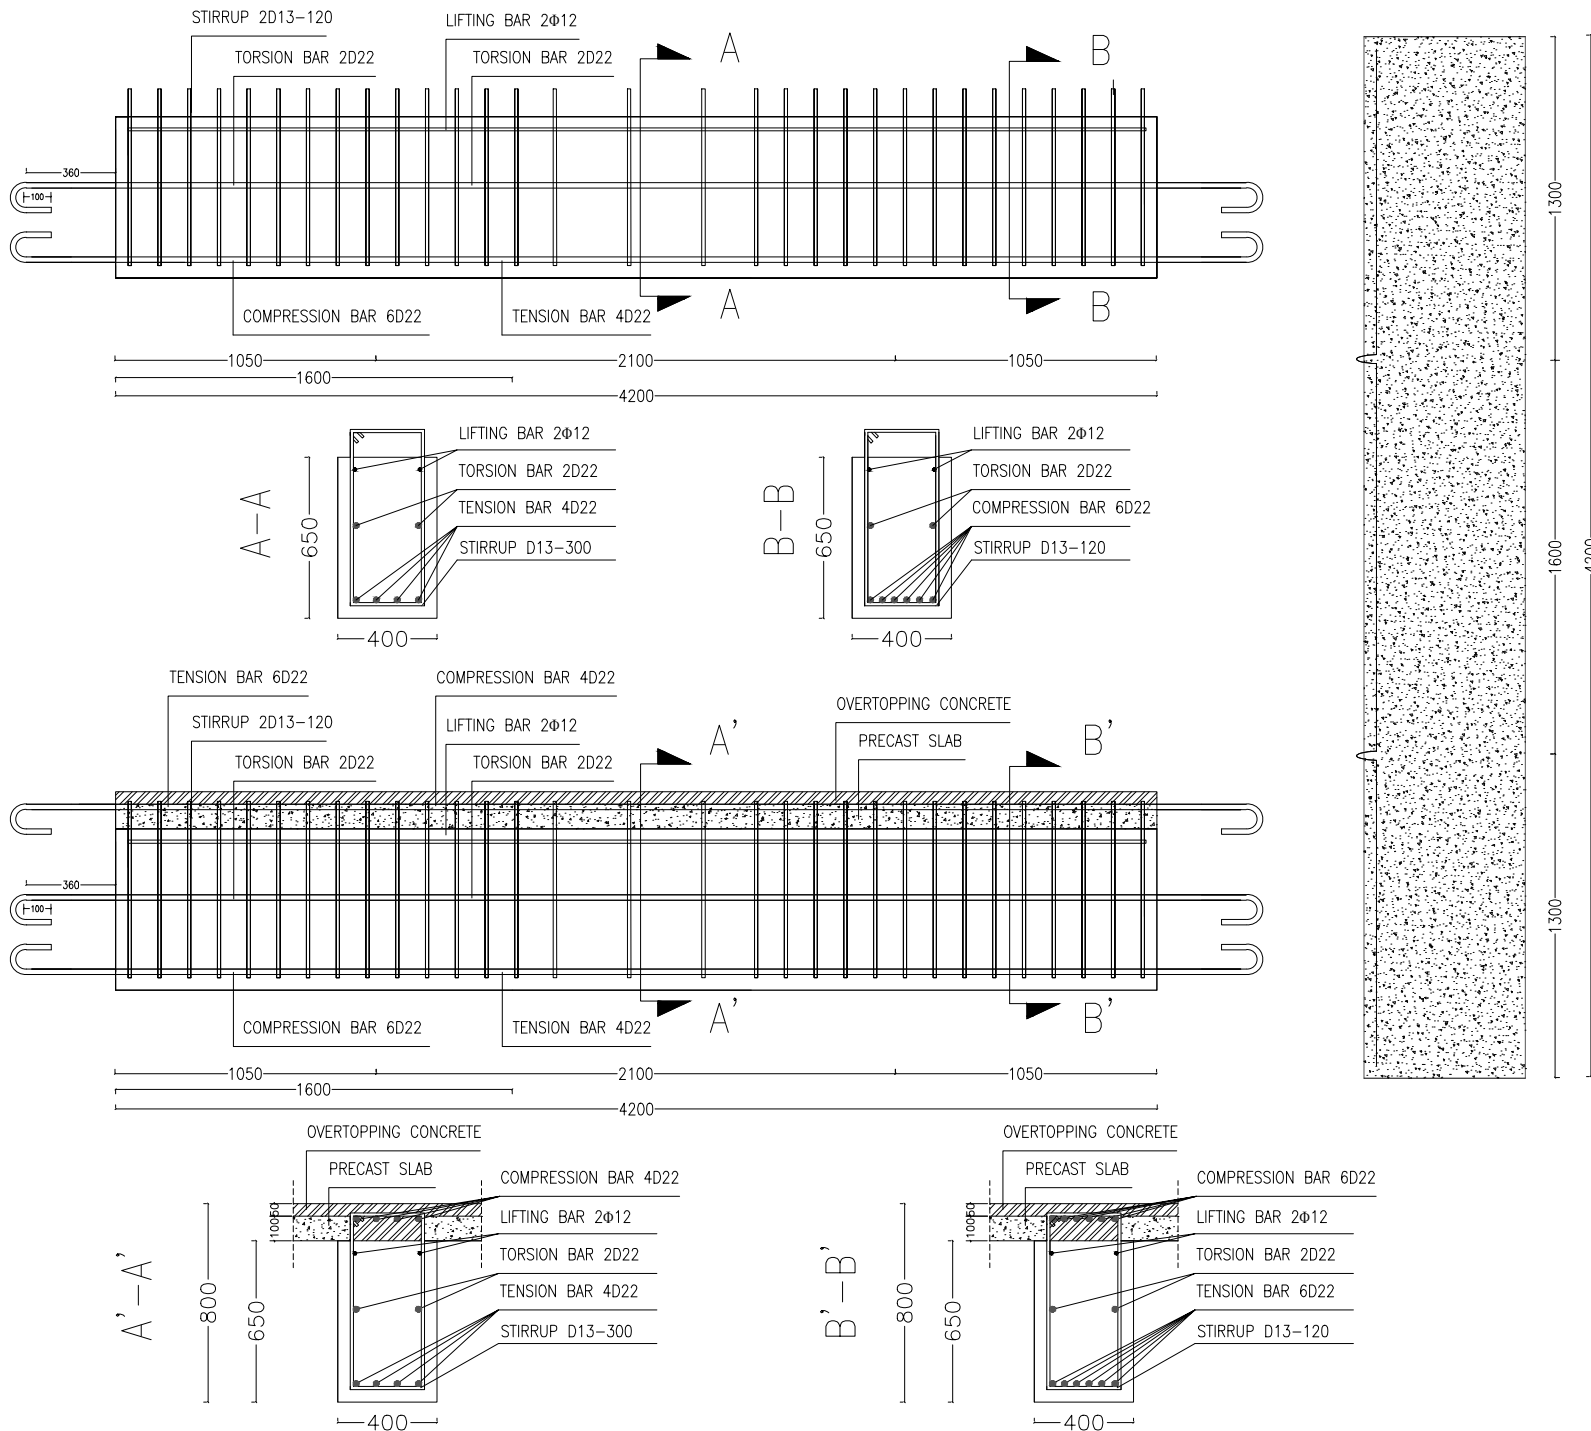 STIRRUP 2D13-120
LIFTING BAR 2Φ12
TORSION BAR 2D22
TORSION BAR 2D22
A
B
360
100
COMPRESSION BAR 6D22
TENSION BAR 4D22
A
B
1050
2100
1050
1600
4200
A-A
650
400
LIFTING BAR 2Φ12
TORSION BAR 2D22
TENSION BAR 4D22
STIRRUP D13-300
B-B
650
400
LIFTING BAR 2Φ12
TORSION BAR 2D22
COMPRESSION BAR 6D22
STIRRUP D13-120
1300
1600
1300
4200
TENSION BAR 6D22
COMPRESSION BAR 4D22
STIRRUP 2D13-120
LIFTING BAR 2Φ12
OVERTOPPING CONCRETE
PRECAST SLAB
TORSION BAR 2D22
TORSION BAR 2D22
A'
B'
360
100
COMPRESSION BAR 6D22
TENSION BAR 4D22
A'
B'
1050
2100
1050
1600
4200
OVERTOPPING CONCRETE
PRECAST SLAB
COMPRESSION BAR 4D22
LIFTING BAR 2Φ12
TORSION BAR 2D22
TENSION BAR 4D22
STIRRUP D13-300
A'-A'
800
650
100
50
400
OVERTOPPING CONCRETE
PRECAST SLAB
COMPRESSION BAR 6D22
LIFTING BAR 2Φ12
TORSION BAR 2D22
TENSION BAR 6D22
STIRRUP D13-120
B'-B'
800
650
100
50
400